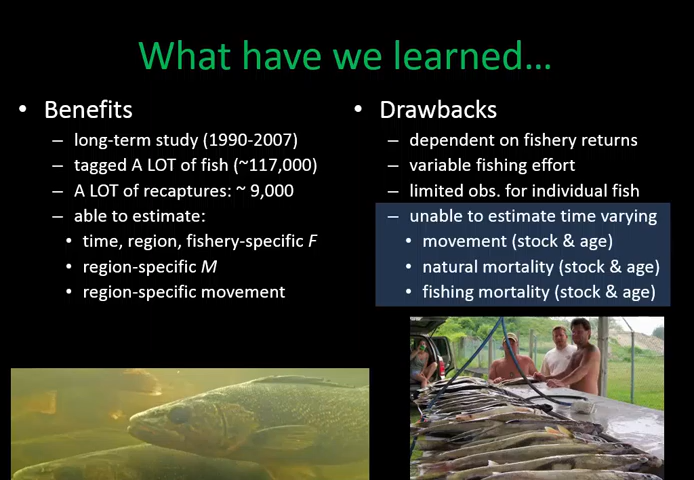 What have we learned…
• Benefits
– long-term study (1990-2007)
– tagged A LOT of fish (~117,000)
– A LOT of recaptures: ~ 9,000
– able to estimate:
• time, region, fishery-specific F
• region-specific M
• region-specific movement
• Drawbacks
– dependent on fishery returns
– variable fishing effort
– limited obs. for individual fish
– unable to estimate time varying
• movement (stock & age)
• natural mortality (stock & age)
• fishing mortality (stock & age)